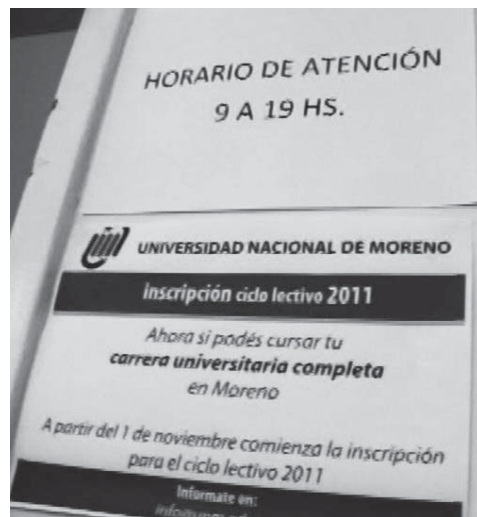 HORARIO DE ATENCIÓN
9 A 19 HS.
UNIVERSIDAD NACIONAL DE MORENO
Inscripción ciclo lectivo 2011
Ahora si podés cursar tu
carrera universitaria completa
en Moreno
A partir del 1 de noviembre comienza la inscripción
para el ciclo lectivo 2011
Informate en: